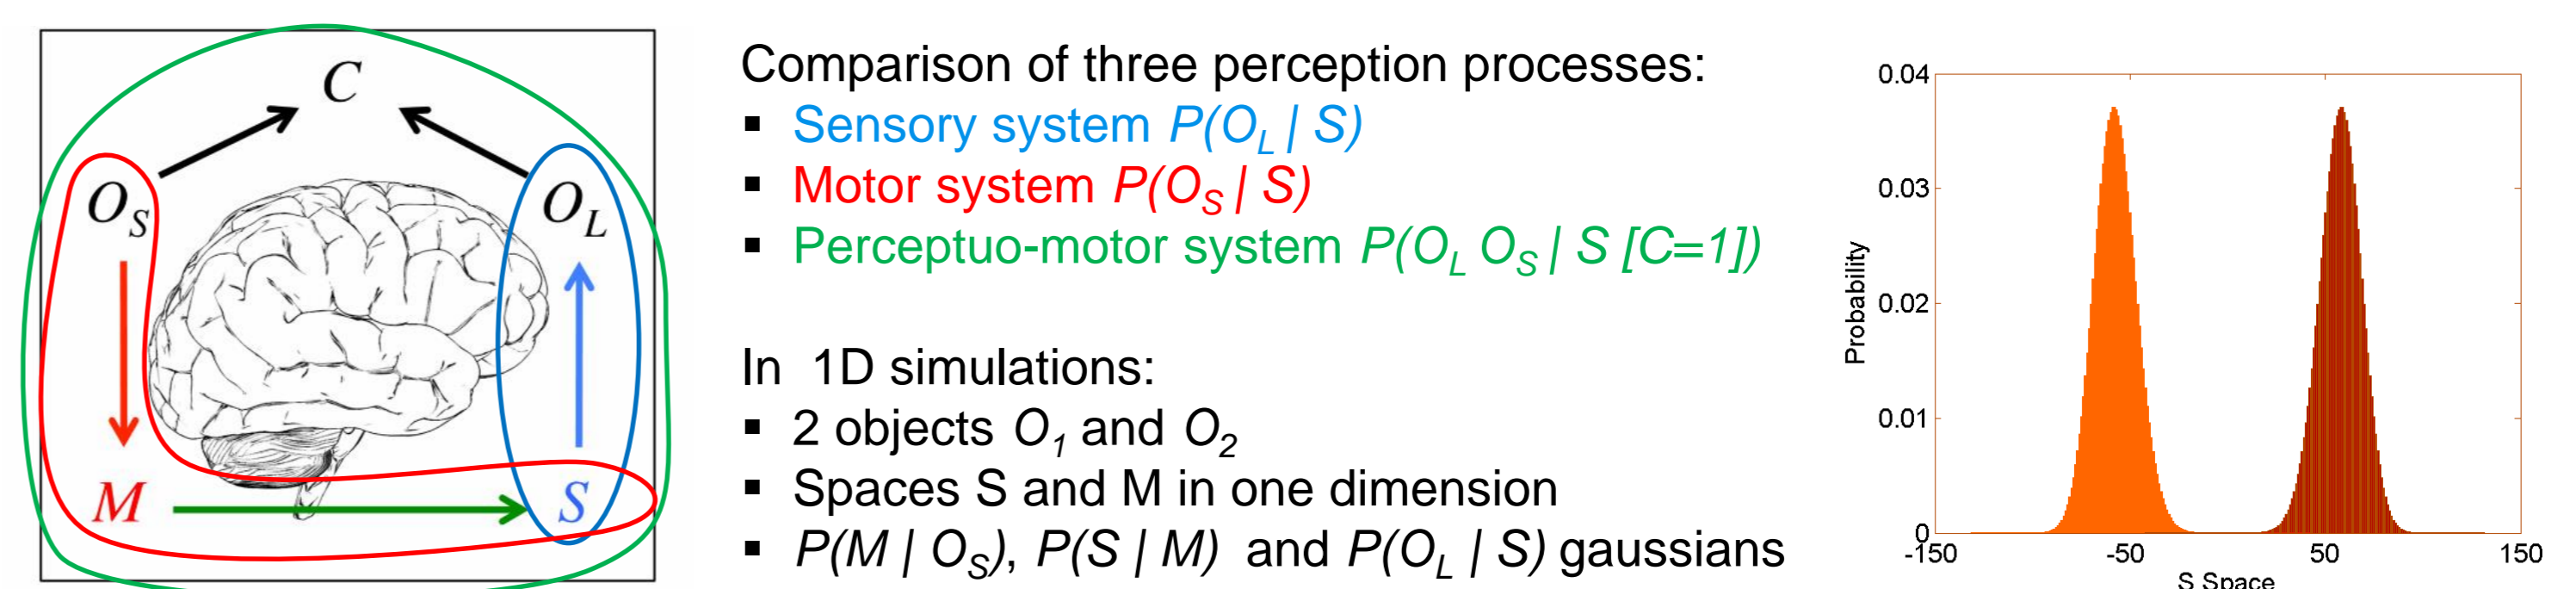 C
O_S
O_L
M
S
Comparison of three perception processes:
▪ Sensory system P(O_L | S)
▪ Motor system P(O_S | S)
▪ Perceptuo-motor system P(O_L O_S | S [C=1])
In 1D simulations:
▪ 2 objects O_1 and O_2
▪ Spaces S and M in one dimension
▪ P(M | O_S), P(S | M) and P(O_L | S) gaussians
0.04
0.03
0.02
0.01
0
Probability
-150
-50
50
150
S Space